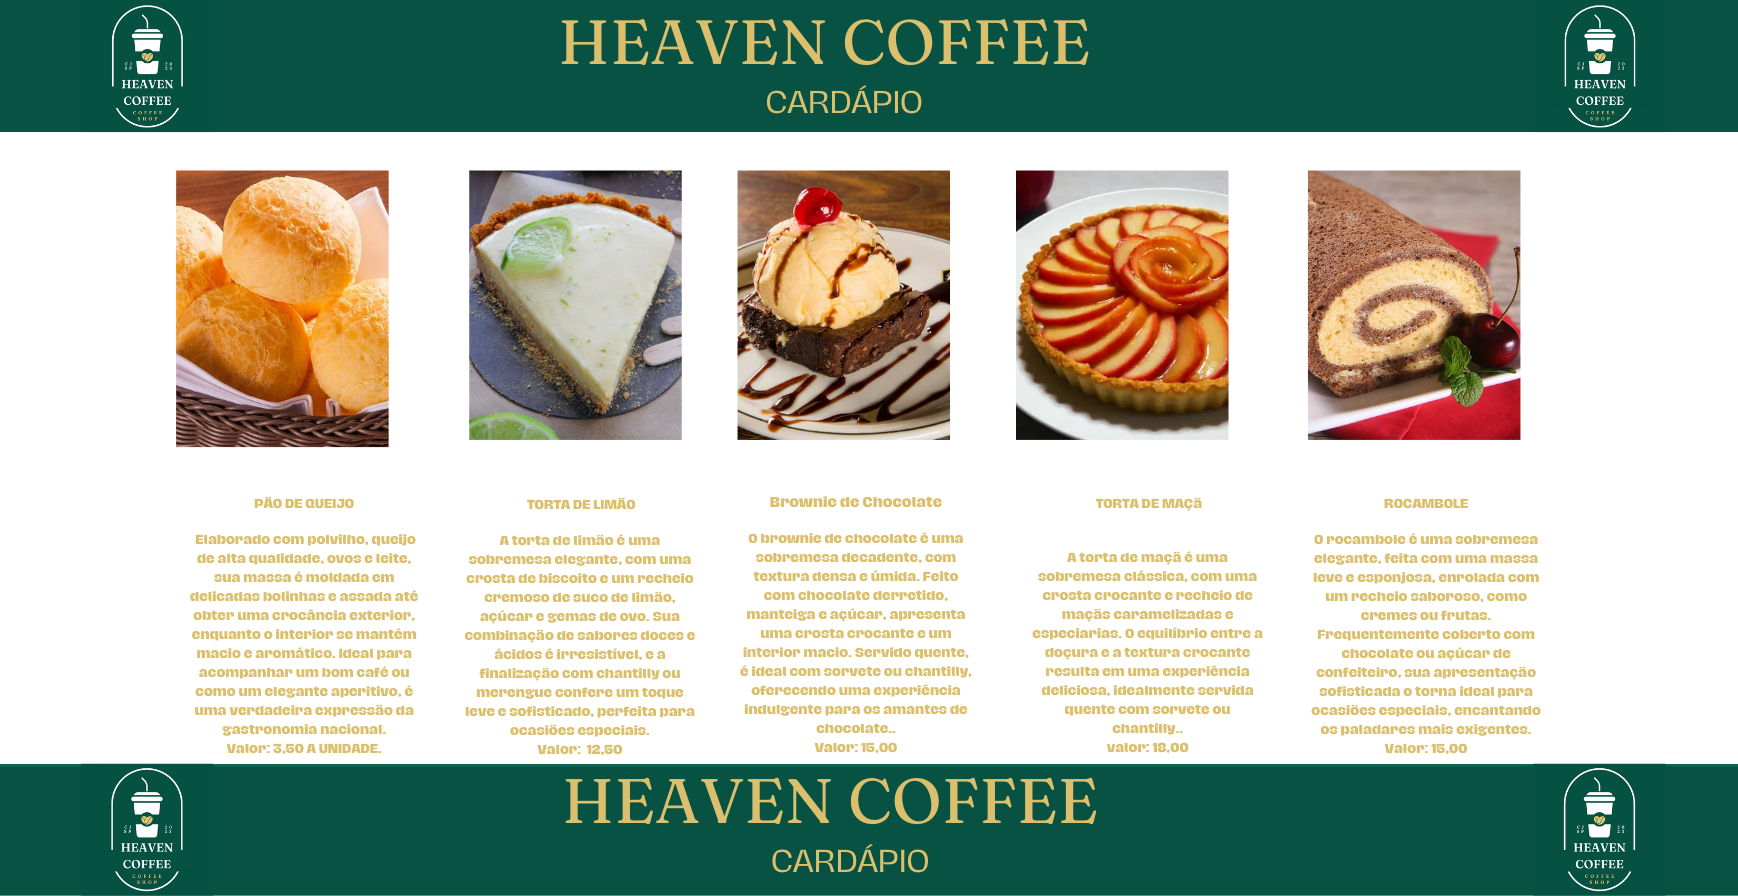 HEAVEN COFFEE
CARDÁPIO
HEAVEN
COFFEE
COFFEE
SHOP
HEAVEN
COFFEE
COFFEE
SHOP
PÃO DE QUEIJO
Elaborado com polvilho, queijo
de alta qualidade, ovos e leite,
sua massa é moldada em
delicadas bolinhas e assada até
obter uma crocância exterior,
enquanto o interior se mantém
macio e aromático. Ideal para
acompanhar um bom café ou
como um elegante aperitivo, é
uma verdadeira expressão da
gastronomia nacional.
Valor: 3,50 A UNIDADE.
TORTA DE LIMÃO
A torta de limão é uma
sobremesa elegante, com uma
crosta de biscoito e um recheio
cremoso de suco de limão,
açúcar e gemas de ovo. Sua
combinação de sabores doces e
ácidos é irresistível, e a
finalização com chantilly ou
merengue confere um toque
leve e sofisticado, perfeita para
ocasiões especiais.
Valor: 12,50
Brownie de Chocolate
O brownie de chocolate é uma
sobremesa decadente, com
textura densa e úmida. Feito
com chocolate derretido,
manteiga e açúcar, apresenta
uma crosta crocante e um
interior macio. Servido quente,
é ideal com sorvete ou chantilly,
oferecendo uma experiência
indulgente para os amantes de
chocolate..
Valor: 15,00
TORTA DE MAÇã
A torta de maçã é uma
sobremesa clássica, com uma
crosta crocante e recheio de
maçãs caramelizadas e
especiarias. O equilíbrio entre a
doçura e a textura crocante
resulta em uma experiência
deliciosa, idealmente servida
quente com sorvete ou
chantilly..
valor: 18,00
ROCAMBOLE
O rocambole é uma sobremesa
elegante, feita com uma massa
leve e esponjosa, enrolada com
um recheio saboroso, como
cremes ou frutas.
Frequentemente coberto com
chocolate ou açúcar de
confeiteiro, sua apresentação
sofisticada o torna ideal para
ocasiões especiais, encantando
os paladares mais exigentes.
Valor: 15,00
HEAVEN COFFEE
CARDÁPIO
HEAVEN
COFFEE
COFFEE
SHOP
HEAVEN
COFFEE
COFFEE
SHOP